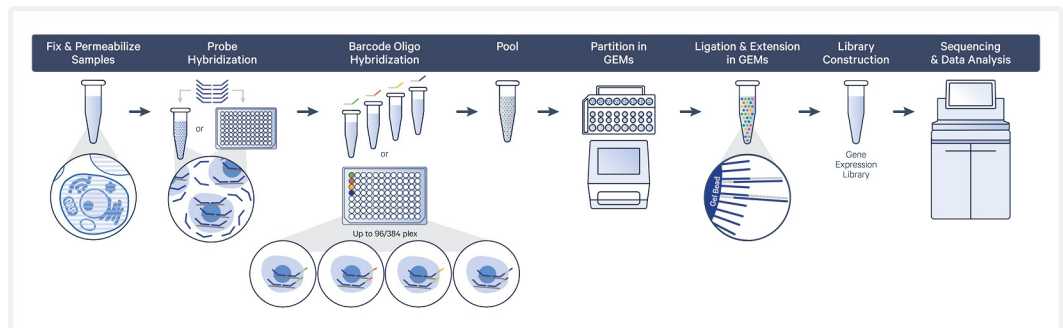 Fix & Permeabilize
Samples
Probe
Hybridization
Barcode Oligo
Hybridization
Pool
Partition in
GEMs
Ligation & Extension
in GEMs
Library
Construction
Sequencing
& Data Analysis
or
or
Up to 96/384 plex
Gel Bead
Gene
Expression
Library